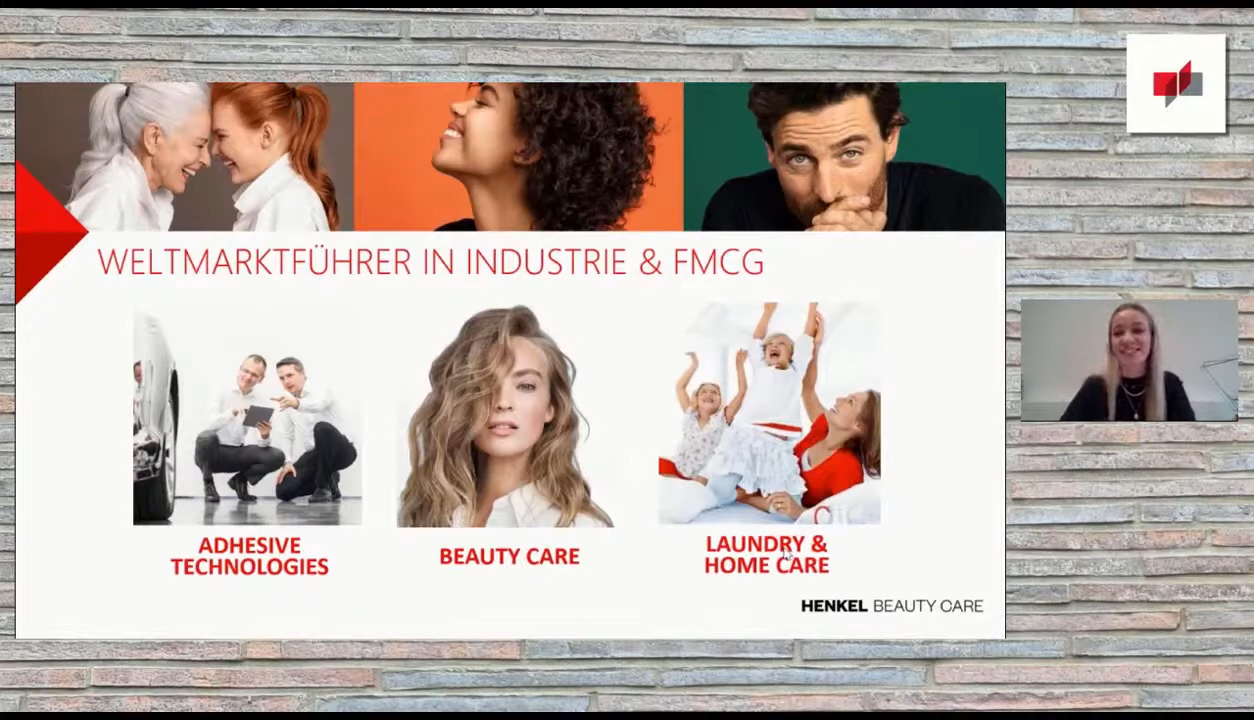 WELTMARKTFÜHRER IN INDUSTRIE & FMCG
ADHESIVE
TECHNOLOGIES
BEAUTY CARE
LAUNDRY &
HOME CARE
HENKEL BEAUTY CARE